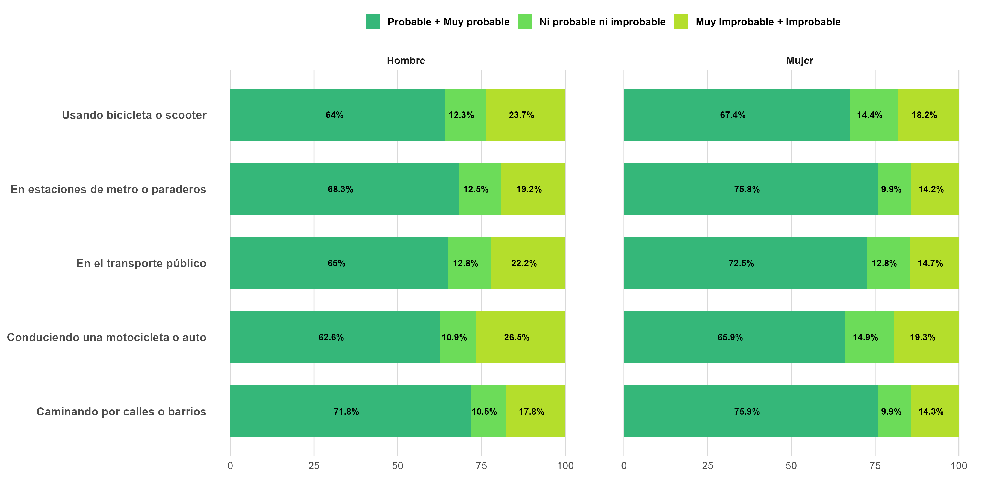 Probable + Muy probable Ni probable ni improbable Muy Improbable + Improbable
Hombre Mujer
Usando bicicleta o scooter 64% 12.3% 23.7% 67.4% 14.4% 18.2%
En estaciones de metro o paraderos 68.3% 12.5% 19.2% 75.8% 9.9% 14.2%
En el transporte público 65% 12.8% 22.2% 72.5% 12.8% 14.7%
Conduciendo una motocicleta o auto 62.6% 10.9% 26.5% 65.9% 14.9% 19.3%
Caminando por calles o barrios 71.8% 10.5% 17.8% 75.9% 9.9% 14.3%
0 25 50 75 100 0 25 50 75 100